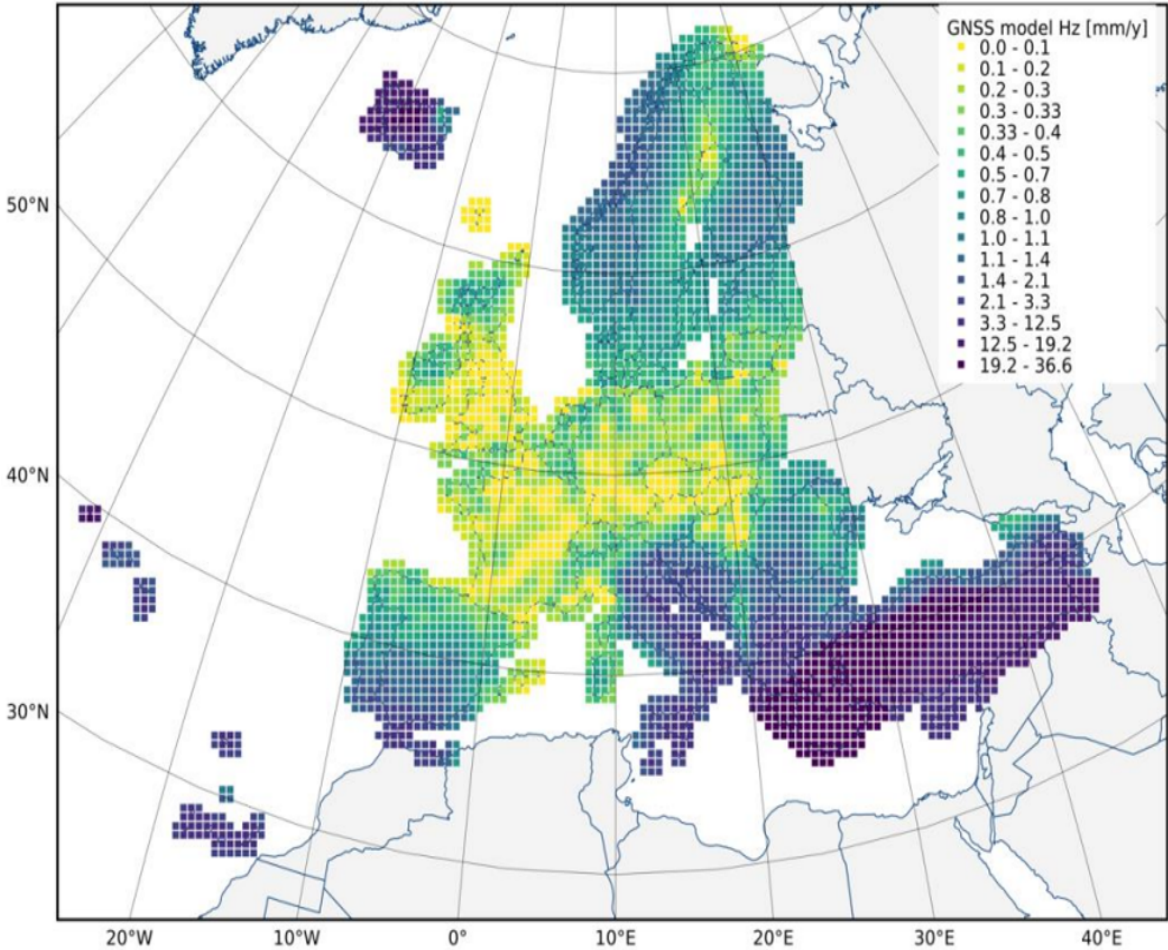 GNSS model Hz [mm/y]
0.0 - 0.1
0.1 - 0.2
0.2 - 0.3
0.3 - 0.33
0.33 - 0.4
0.4 - 0.5
0.5 - 0.7
0.7 - 0.8
0.8 - 1.0
1.0 - 1.1
1.1 - 1.4
1.4 - 2.1
2.1 - 3.3
3.3 - 12.5
12.5 - 19.2
19.2 - 36.6
50°N
40°N
30°N
20°W
10°W
0°
10°E
20°E
30°E
40°E